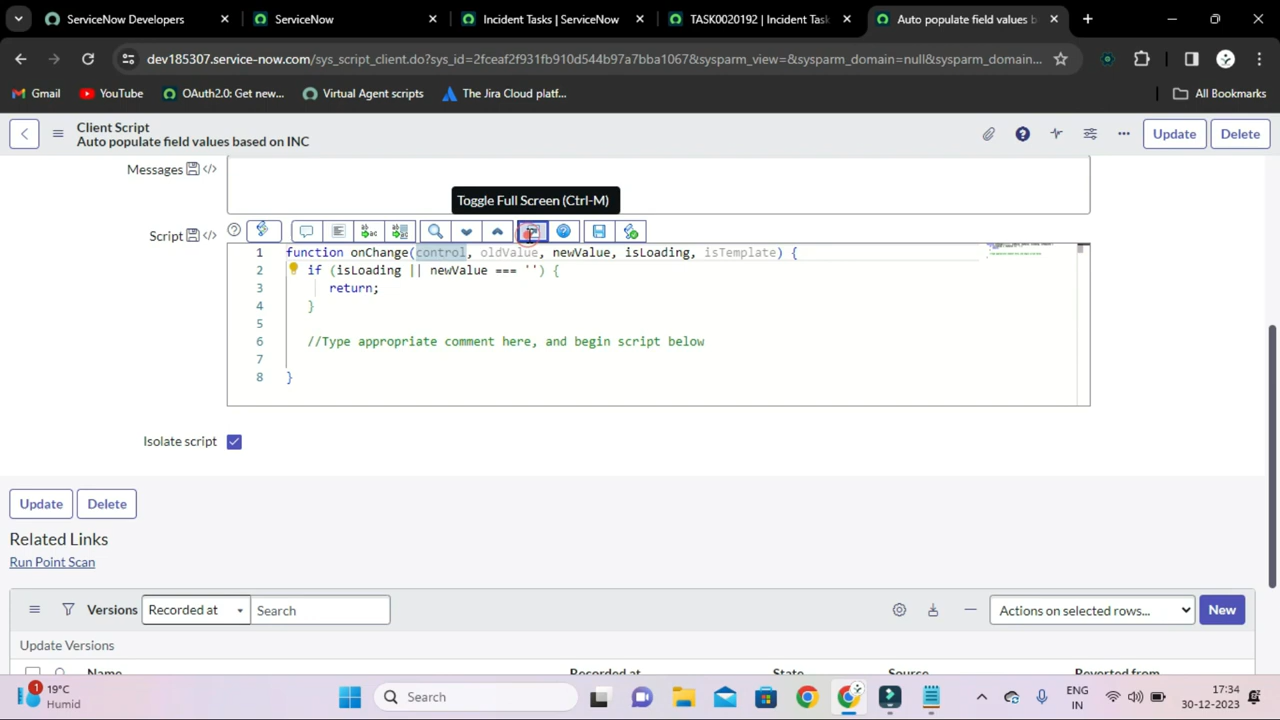 ServiceNow Developers
ServiceNow
Incident Tasks | ServiceNow
TASK0020192 | Incident Task
Auto populate field values b
dev185307.service-now.com/sys_script_client.do?sys_id=2fceaf2f931fb910d544b97a7bba1067&sysparm_view=&sysparm_domain=null&sysparm_domain...
Gmail
YouTube
OAuth2.0: Get new...
Virtual Agent scripts
The Jira Cloud platf...
All Bookmarks
Client Script
Auto populate field values based on INC
Update
Delete
Messages
Toggle Full Screen (Ctrl-M)
Script
1 function onChange(control, oldValue, newValue, isLoading, isTemplate) {
2 if (isLoading || newValue === '') {
3 return;
4 }
5
6 //Type appropriate comment here, and begin script below
7
8 }
Isolate script
Update
Delete
Related Links
Run Point Scan
Versions
Recorded at
Search
Actions on selected rows...
New
Update Versions
Name
Recorded at
State
Source
Reverted from
1
19°C
Humid
Search
ENG
IN
17:34
30-12-2023